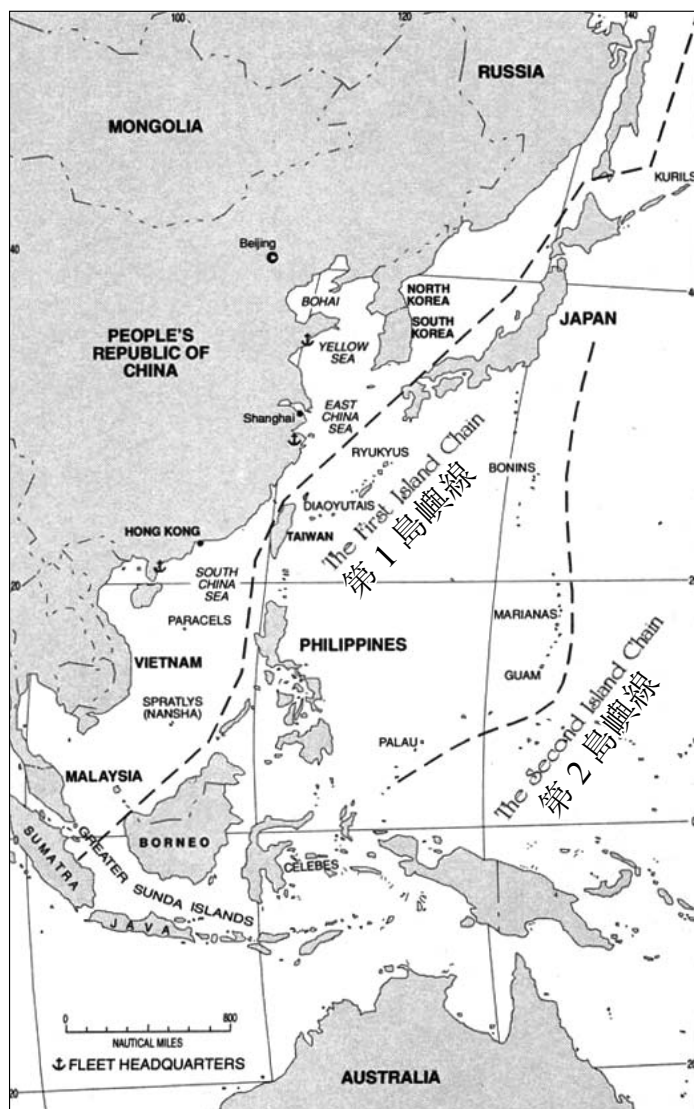 100
120
140
RUSSIA
MONGOLIA
KURILS
40
Beijing
40
BOHAI
NORTH
KOREA
SOUTH
KOREA
JAPAN
PEOPLE'S
REPUBLIC OF
CHINA
YELLOW
SEA
EAST
CHINA
SEA
Shanghai
RYUKYUS
BONINS
DIAOYUTAIS
The First Island Chain
第1島嶼線
HONG KONG
TAIWAN
20
SOUTH
CHINA
SEA
20
PARACELS
MARIANAS
PHILIPPINES
VIETNAM
GUAM
SPRATLYS
(NANSHA)
PALAU
The Second Island Chain
第2島嶼線
MALAYSIA
0
0
BORNEO
SUMATRA
GREATER SUNDA ISLANDS
CELEBES
JAVA
0 800
NAUTICAL MILES
FLEET HEADQUARTERS
AUSTRALIA
20
20